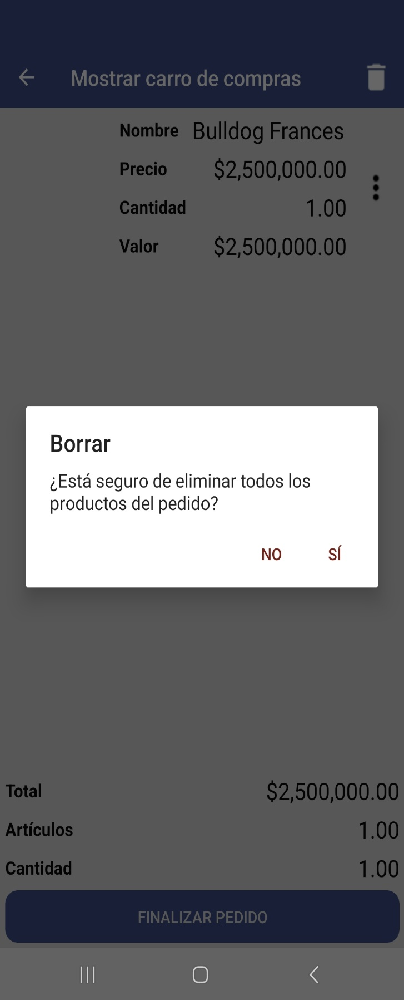 Mostrar carro de compras
Nombre Bulldog Frances
Precio $2,500,000.00
Cantidad 1.00
Valor $2,500,000.00
Borrar
¿Está seguro de eliminar todos los
productos del pedido?
NO SÍ
Total $2,500,000.00
Artículos 1.00
Cantidad 1.00
FINALIZAR PEDIDO